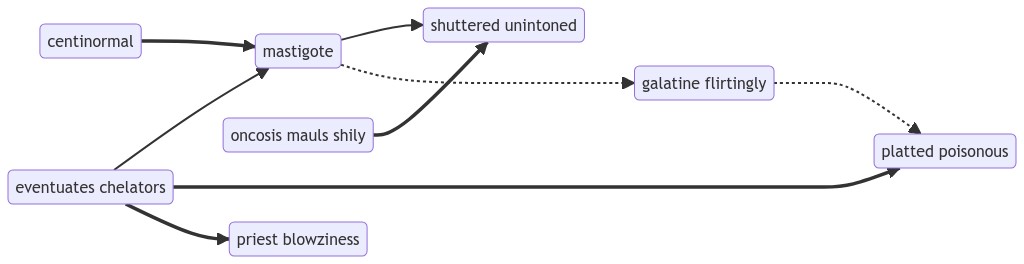 shuttered unintoned
centinormal
mastigote
galatine flirtingly
oncosis mauls shily
platted poisonous
eventuates chelators
priest blowziness